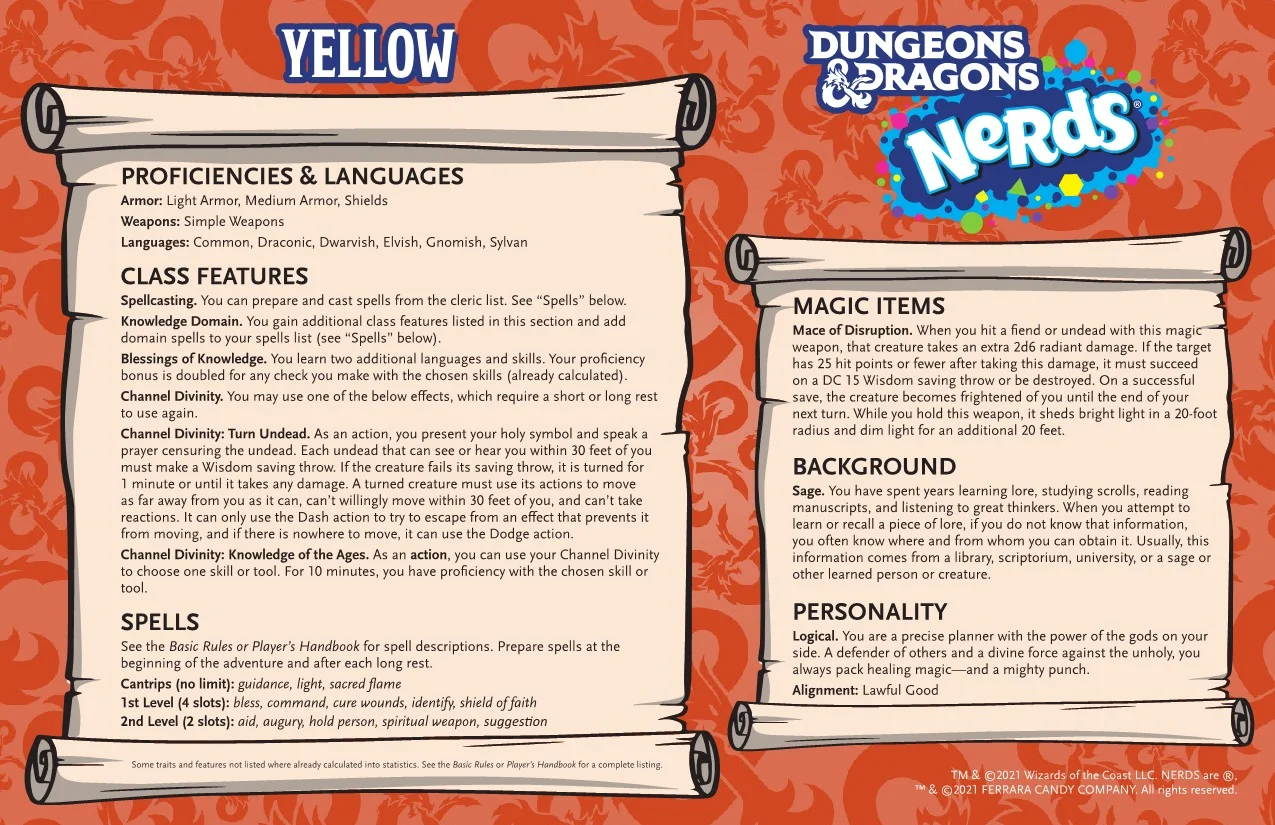 YELLOW
PROFICIENCIES & LANGUAGES
Armor: Light Armor, Medium Armor, Shields
Weapons: Simple Weapons
Languages: Common, Draconic, Dwarvish, Elvish, Gnomish, Sylvan
CLASS FEATURES
Spellcasting. You can prepare and cast spells from the cleric list. See “Spells” below.
Knowledge Domain. You gain additional class features listed in this section and add
domain spells to your spells list (see “Spells” below).
Blessings of Knowledge. You learn two additional languages and skills. Your proficiency
bonus is doubled for any check you make with the chosen skills (already calculated).
Channel Divinity. You may use one of the below effects, which require a short or long rest
to use again.
Channel Divinity: Turn Undead. As an action, you present your holy symbol and speak a
prayer censuring the undead. Each undead that can see or hear you within 30 feet of you
must make a Wisdom saving throw. If the creature fails its saving throw, it is turned for
1 minute or until it takes any damage. A turned creature must use its actions to move
as far away from you as it can, can’t willingly move within 30 feet of you, and can’t take
reactions. It can only use the Dash action to try to escape from an effect that prevents it
from moving, and if there is nowhere to move, it can use the Dodge action.
Channel Divinity: Knowledge of the Ages. As an action, you can use your Channel Divinity
to choose one skill or tool. For 10 minutes, you have proficiency with the chosen skill or
tool.
SPELLS
See the Basic Rules or Player’s Handbook for spell descriptions. Prepare spells at the
beginning of the adventure and after each long rest.
Cantrips (no limit): guidance, light, sacred flame
1st Level (4 slots): bless, command, cure wounds, identify, shield of faith
2nd Level (2 slots): aid, augury, hold person, spiritual weapon, suggestion
Some traits and features not listed where already calculated into statistics. See the Basic Rules or Player’s Handbook for a complete listing.
DUNGEONS
& DRAGONS
NeRdS®
MAGIC ITEMS
Mace of Disruption. When you hit a fiend or undead with this magic
weapon, that creature takes an extra 2d6 radiant damage. If the target
has 25 hit points or fewer after taking this damage, it must succeed
on a DC 15 Wisdom saving throw or be destroyed. On a successful
save, the creature becomes frightened of you until the end of your
next turn. While you hold this weapon, it sheds bright light in a 20-foot
radius and dim light for an additional 20 feet.
BACKGROUND
Sage. You have spent years learning lore, studying scrolls, reading
manuscripts, and listening to great thinkers. When you attempt to
learn or recall a piece of lore, if you do not know that information,
you often know where and from whom you can obtain it. Usually, this
information comes from a library, scriptorium, university, or a sage or
other learned person or creature.
PERSONALITY
Logical. You are a precise planner with the power of the gods on your
side. A defender of others and a divine force against the unholy, you
always pack healing magic—and a mighty punch.
Alignment: Lawful Good
TM & ©2021 Wizards of the Coast LLC. NERDS are ®,
™ & ©2021 FERRARA CANDY COMPANY. All rights reserved.